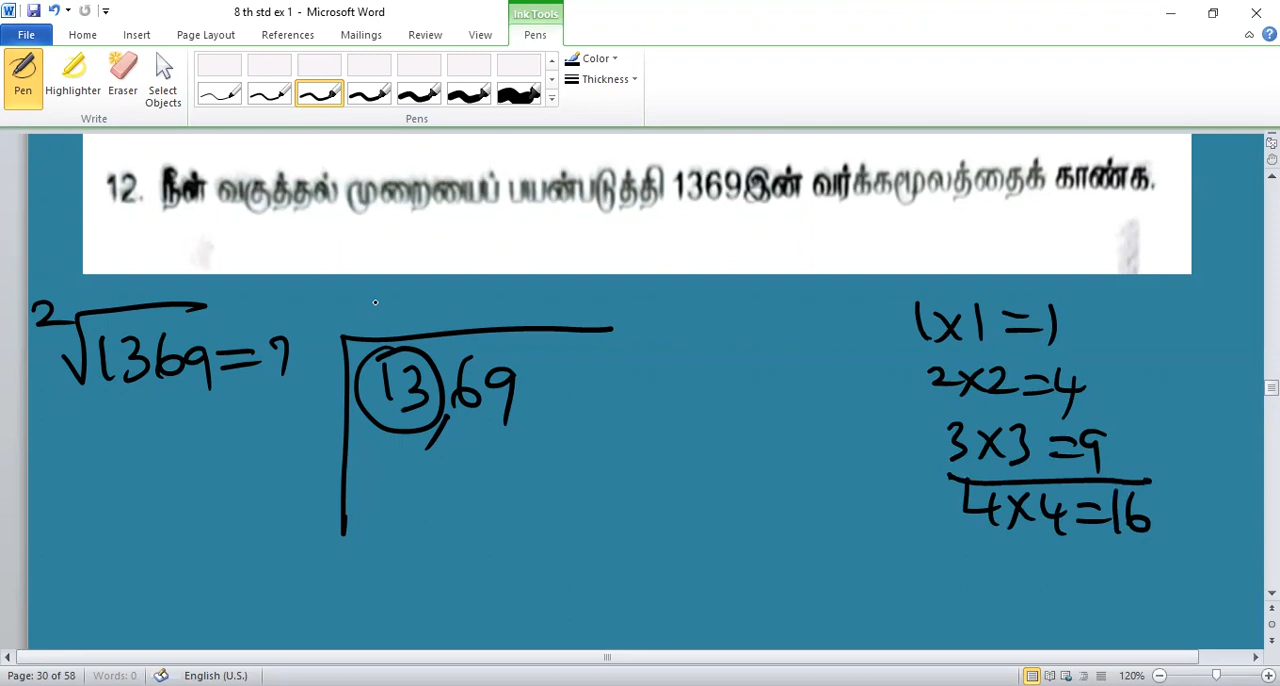 8 th std ex 1 - Microsoft Word
Ink Tools
File Home Insert Page Layout References Mailings Review View Pens
Pen Highlighter Eraser Select Objects
Color
Thickness
Write Pens
12. நீள் வகுத்தல் முறையைப் பயன்படுத்தி 1369இன் வர்க்கமூலத்தைக் காண்க.
2√1369=?
13,69
1x1=1
2x2=4
3x3=9
4x4=16
Page: 30 of 58 Words: 0 English (U.S.) 120%